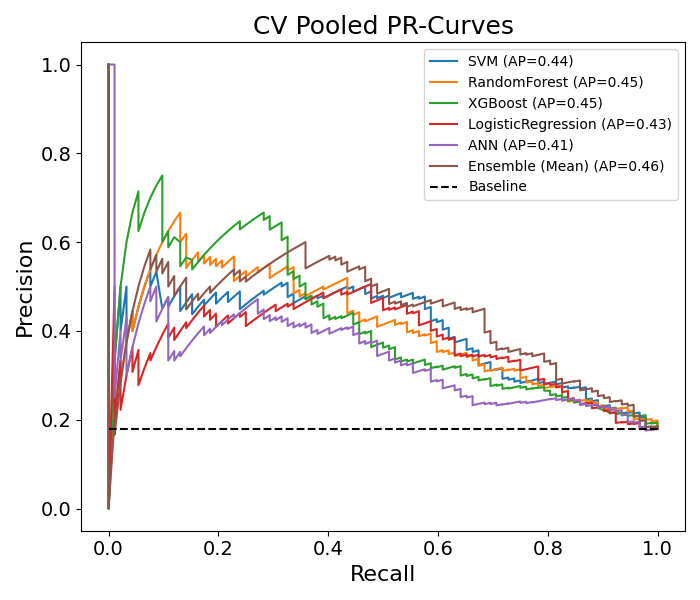 CV Pooled PR-Curves
SVM (AP=0.44)
RandomForest (AP=0.45)
XGBoost (AP=0.45)
LogisticRegression (AP=0.43)
ANN (AP=0.41)
Ensemble (Mean) (AP=0.46)
Baseline
Precision
1.0
0.8
0.6
0.4
0.2
0.0
0.0 0.2 0.4 0.6 0.8 1.0
Recall